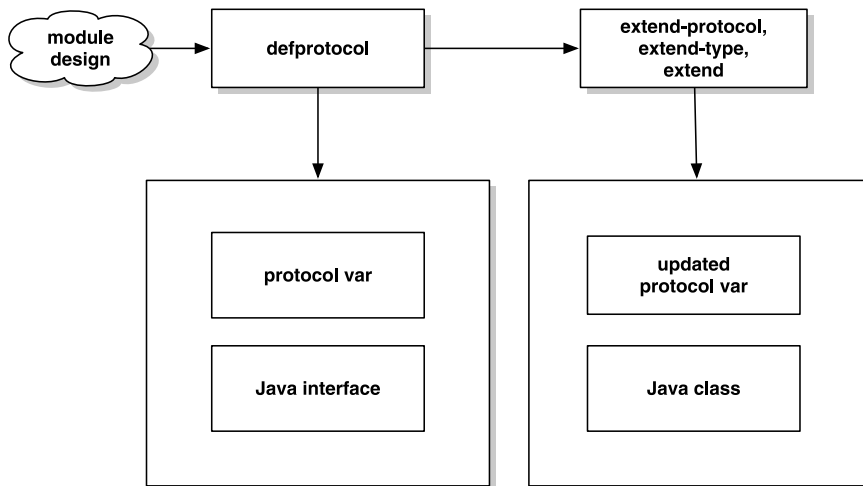 module
design
defprotocol
extend-protocol,
extend-type,
extend
protocol var
Java interface
updated
protocol var
Java class